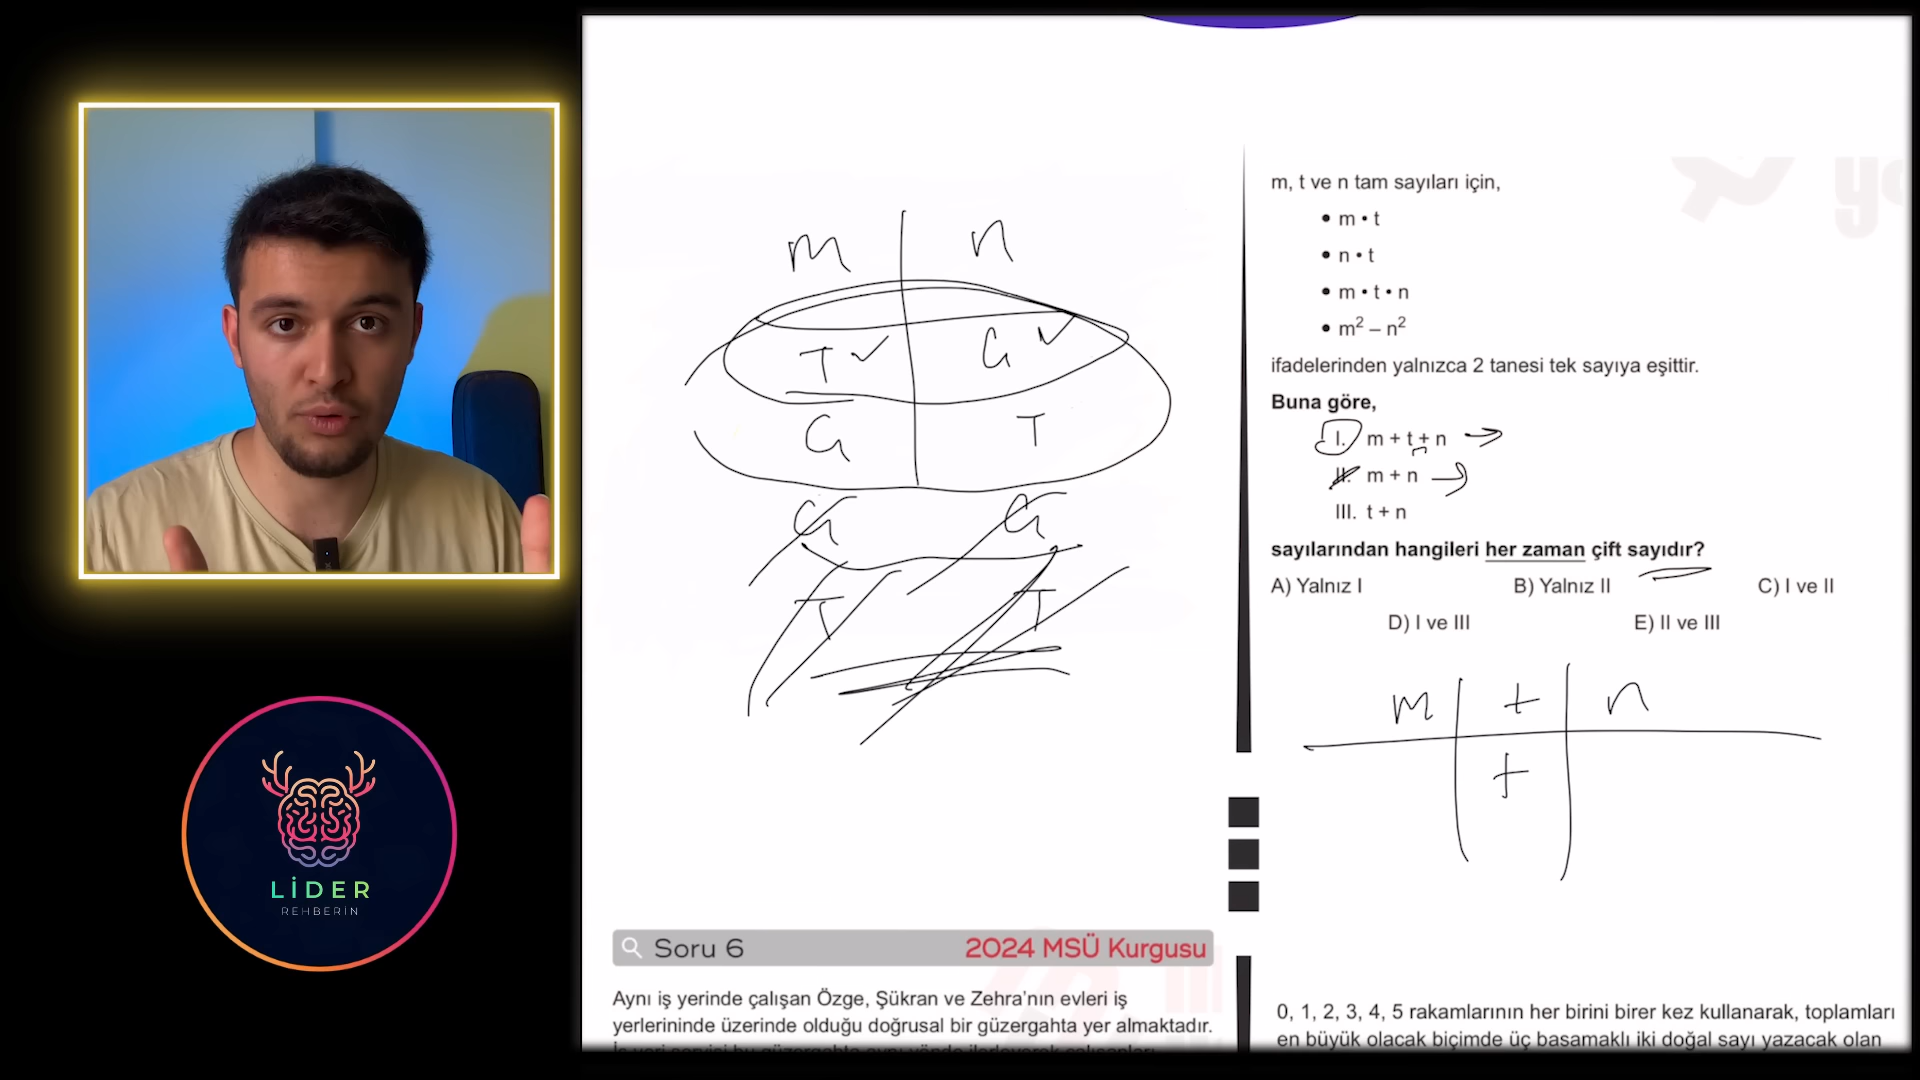 m n
T G
G T
G G
T T
m, t ve n tam sayıları için,
• m • t
• n • t
• m • t • n
• m² – n²
ifadelerinden yalnızca 2 tanesi tek sayıya eşittir.
Buna göre,
I. m + t + n
II. m + n
III. t + n
sayılarından hangileri her zaman çift sayıdır?
A) Yalnız I B) Yalnız II C) I ve II
D) I ve III E) II ve III
m t n
t
LİDER
REHBERİN
Soru 6 2024 MSÜ Kurgusu
Aynı iş yerinde çalışan Özge, Şükran ve Zehra’nın evleri iş
yerlerininde üzerinde olduğu doğrusal bir güzergahta yer almaktadır.
0, 1, 2, 3, 4, 5 rakamlarının her birini birer kez kullanarak, toplamları
en büyük olacak biçimde üç basamaklı iki doğal sayı yazacak olan